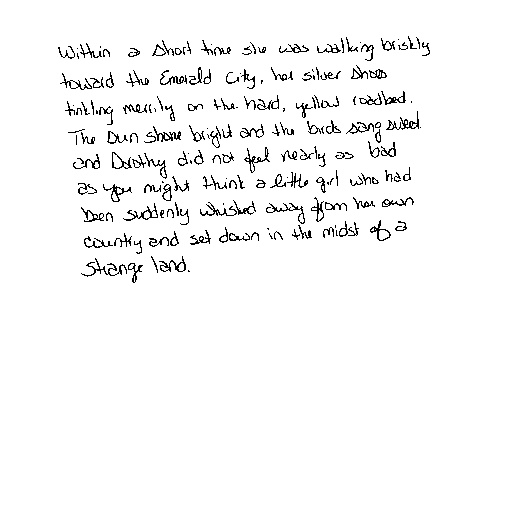 Within a short time she was walking briskly
toward the Emerald City, her silver shoes
tinkling merrily on the hard, yellow roadbed.
The sun shone bright and the birds sang sweet
and Dorothy did not feel nearly as bad
as you might think a little girl who had
been suddenly whisked away from her own
country and set down in the midst of a
strange land.